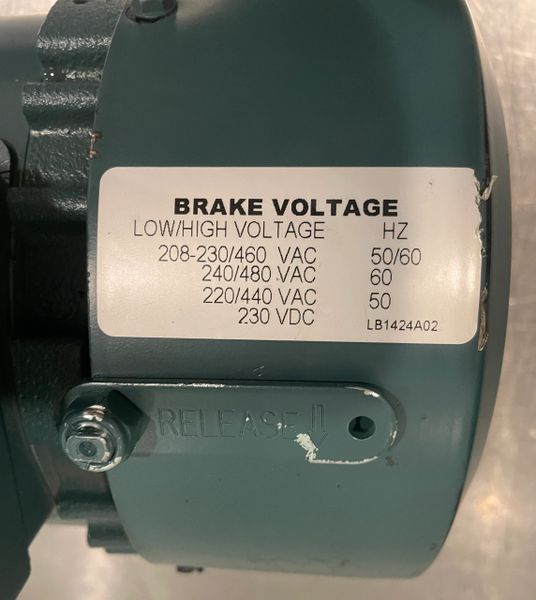 BRAKE VOLTAGE
LOW/HIGH VOLTAGE HZ
208-230/460 VAC 50/60
240/480 VAC 60
220/440 VAC 50
230 VDC LB1424A02
RELEASE